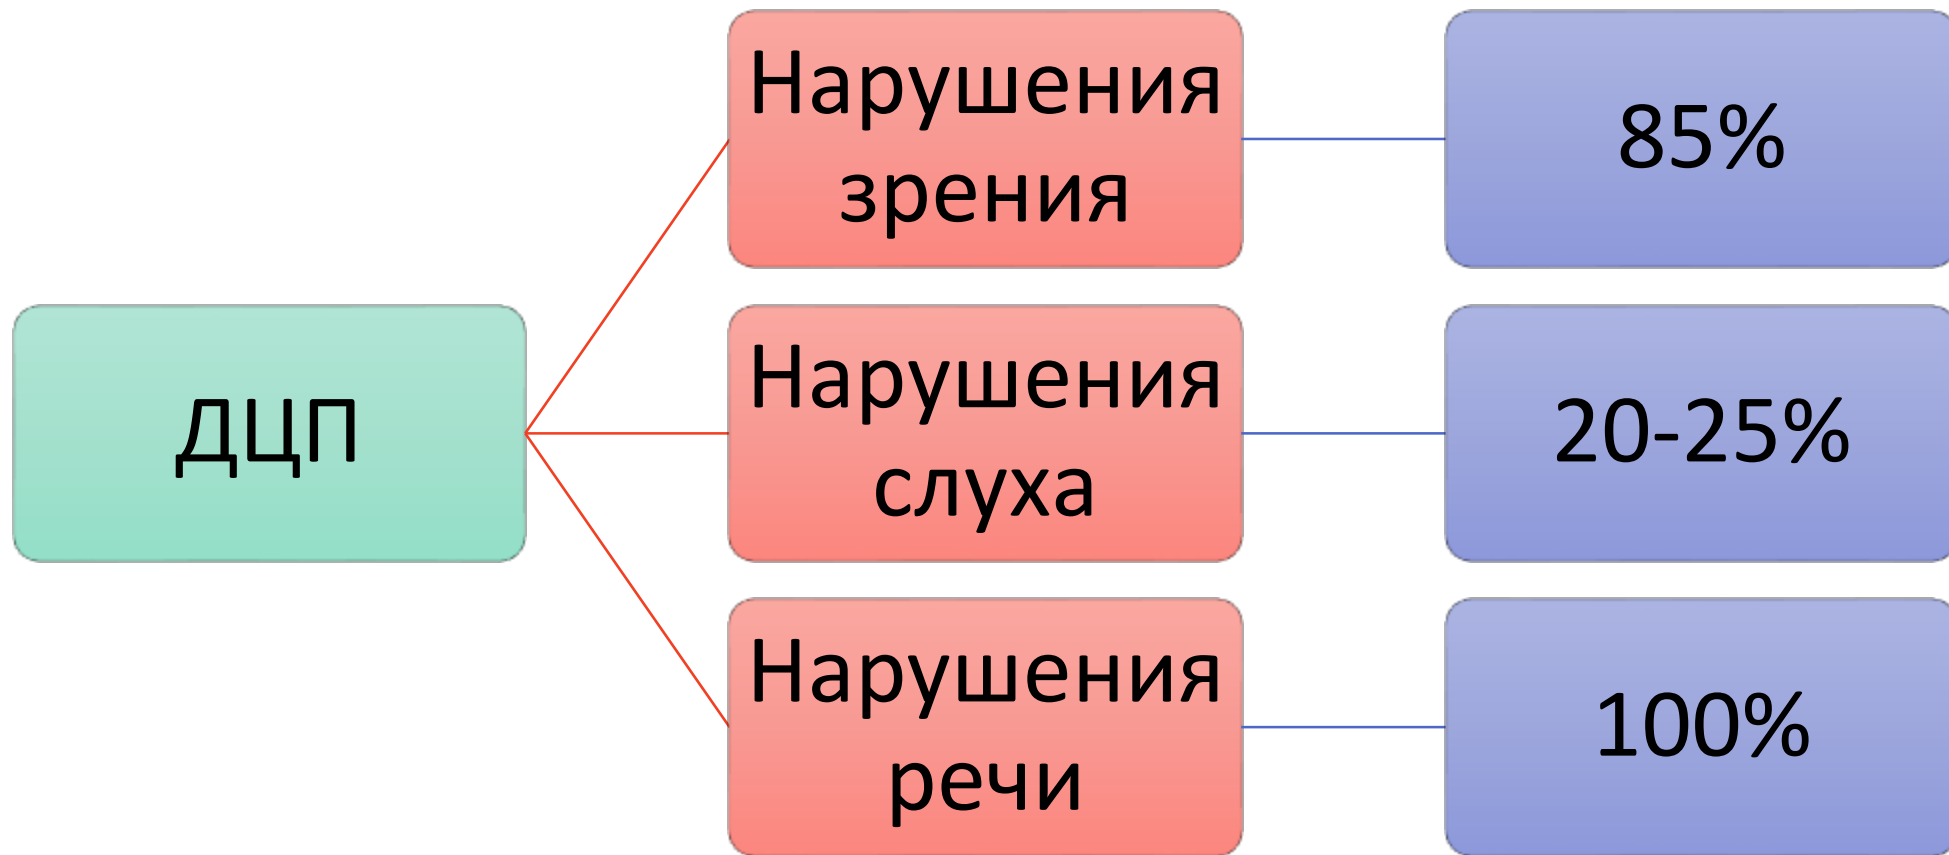 Нарушения
зрения
85%
ДЦП
Нарушения
слуха
20-25%
Нарушения
речи
100%